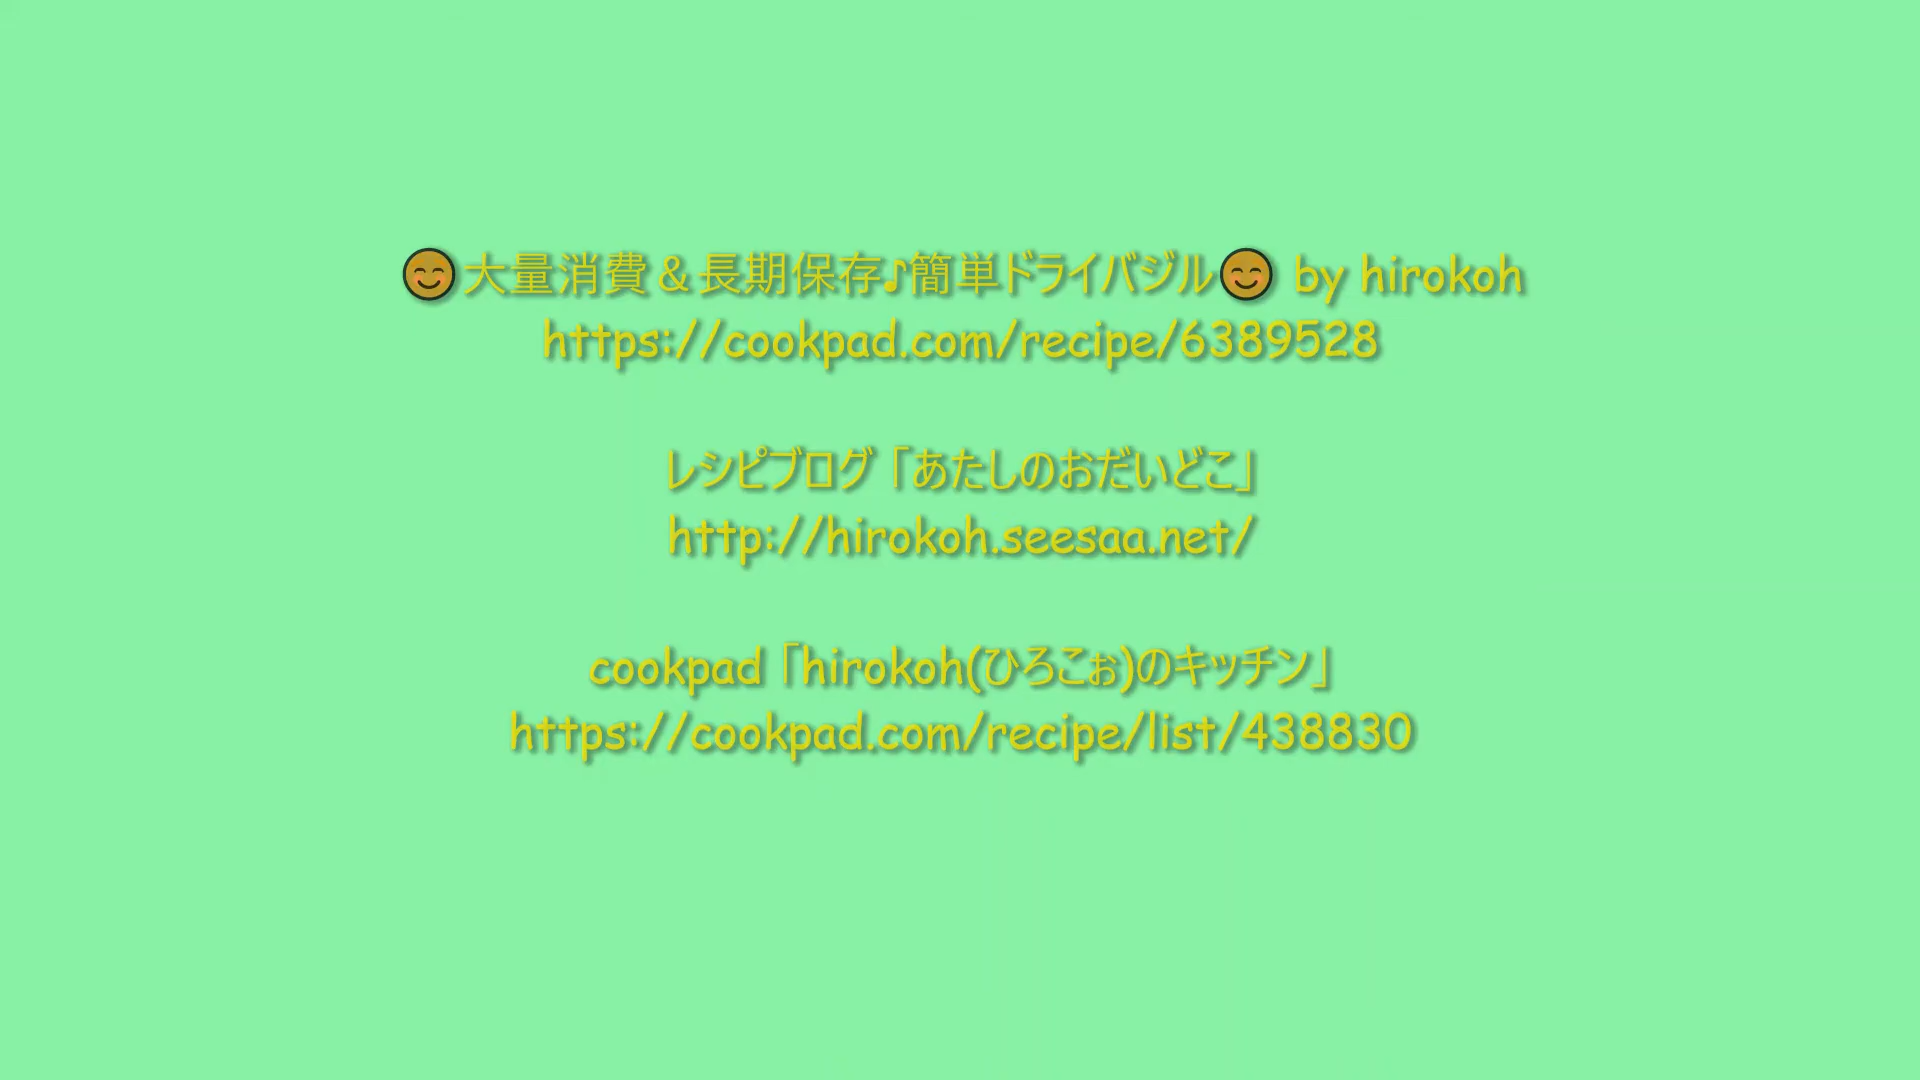 😊大量消費＆長期保存♪簡単ドライバジル😊 by hirokoh
https://cookpad.com/recipe/6389528
レシピブログ「あたしのおだいどこ」
http://hirokoh.seesaa.net/
cookpad「hirokoh(ひろこぉ)のキッチン」
https://cookpad.com/recipe/list/438830